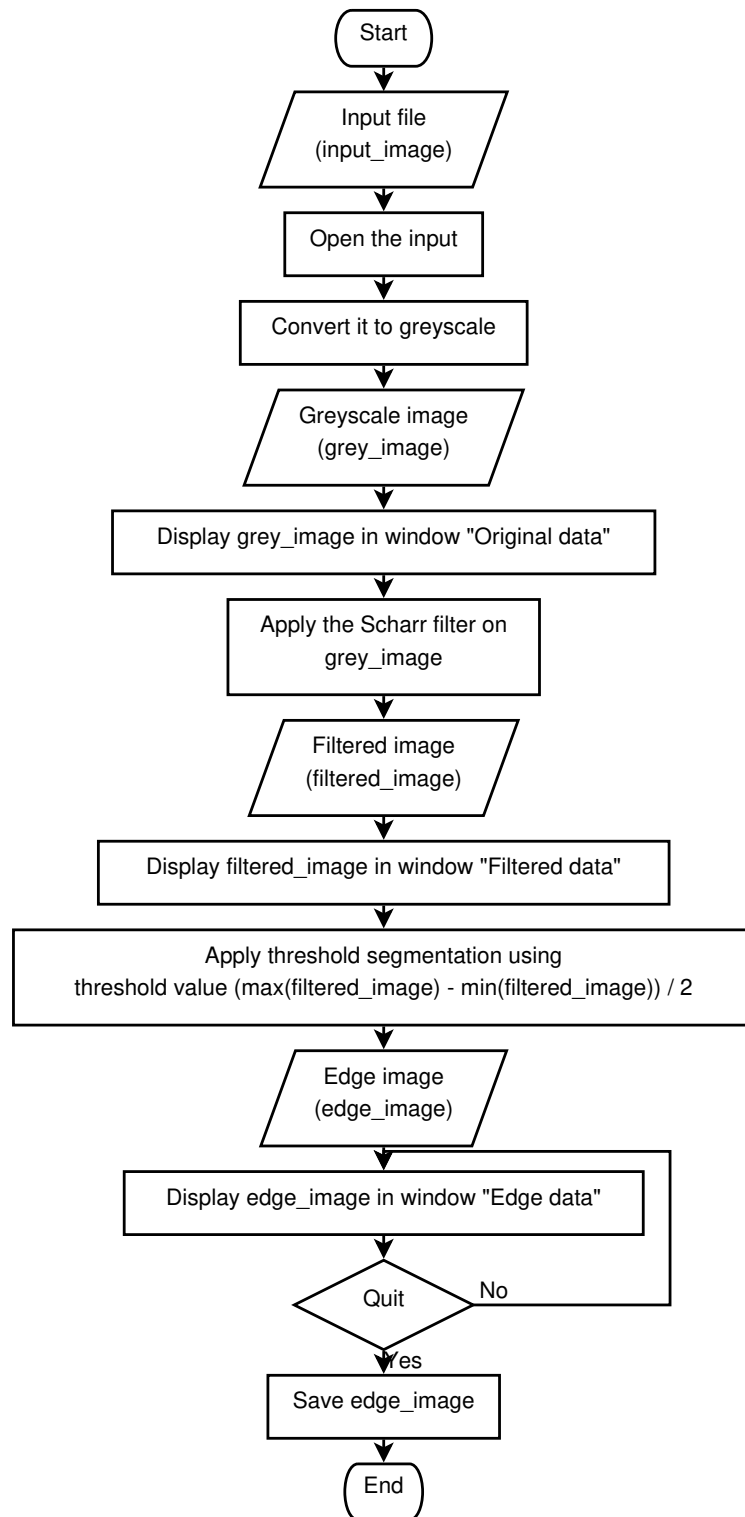 Start
Input file
(input_image)
Open the input
Convert it to greyscale
Greyscale image
(grey_image)
Display grey_image in window "Original data"
Apply the Scharr filter on
grey_image
Filtered image
(filtered_image)
Display filtered_image in window "Filtered data"
Apply threshold segmentation using
threshold value (max(filtered_image) - min(filtered_image)) / 2
Edge image
(edge_image)
Display edge_image in window "Edge data"
Quit
No
Yes
Save edge_image
End